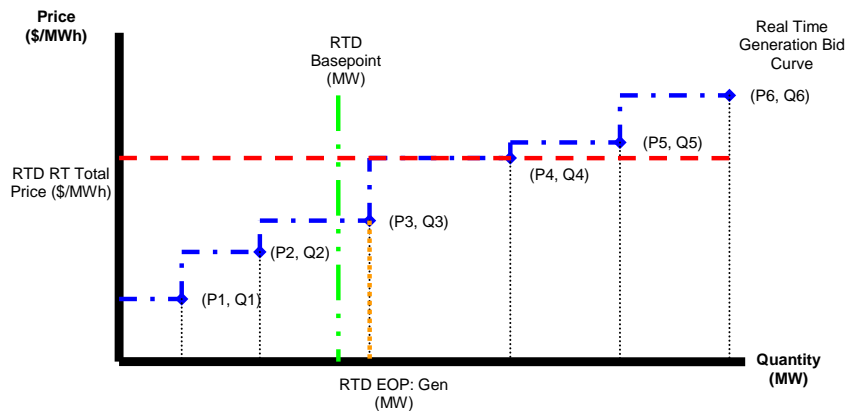 Price
($/MWh)
RTD
Basepoint
(MW)
Real Time
Generation Bid
Curve
(P6, Q6)
(P5, Q5)
RTD RT Total
Price ($/MWh)
(P4, Q4)
(P3, Q3)
(P2, Q2)
(P1, Q1)
Quantity
(MW)
RTD EOP: Gen
(MW)